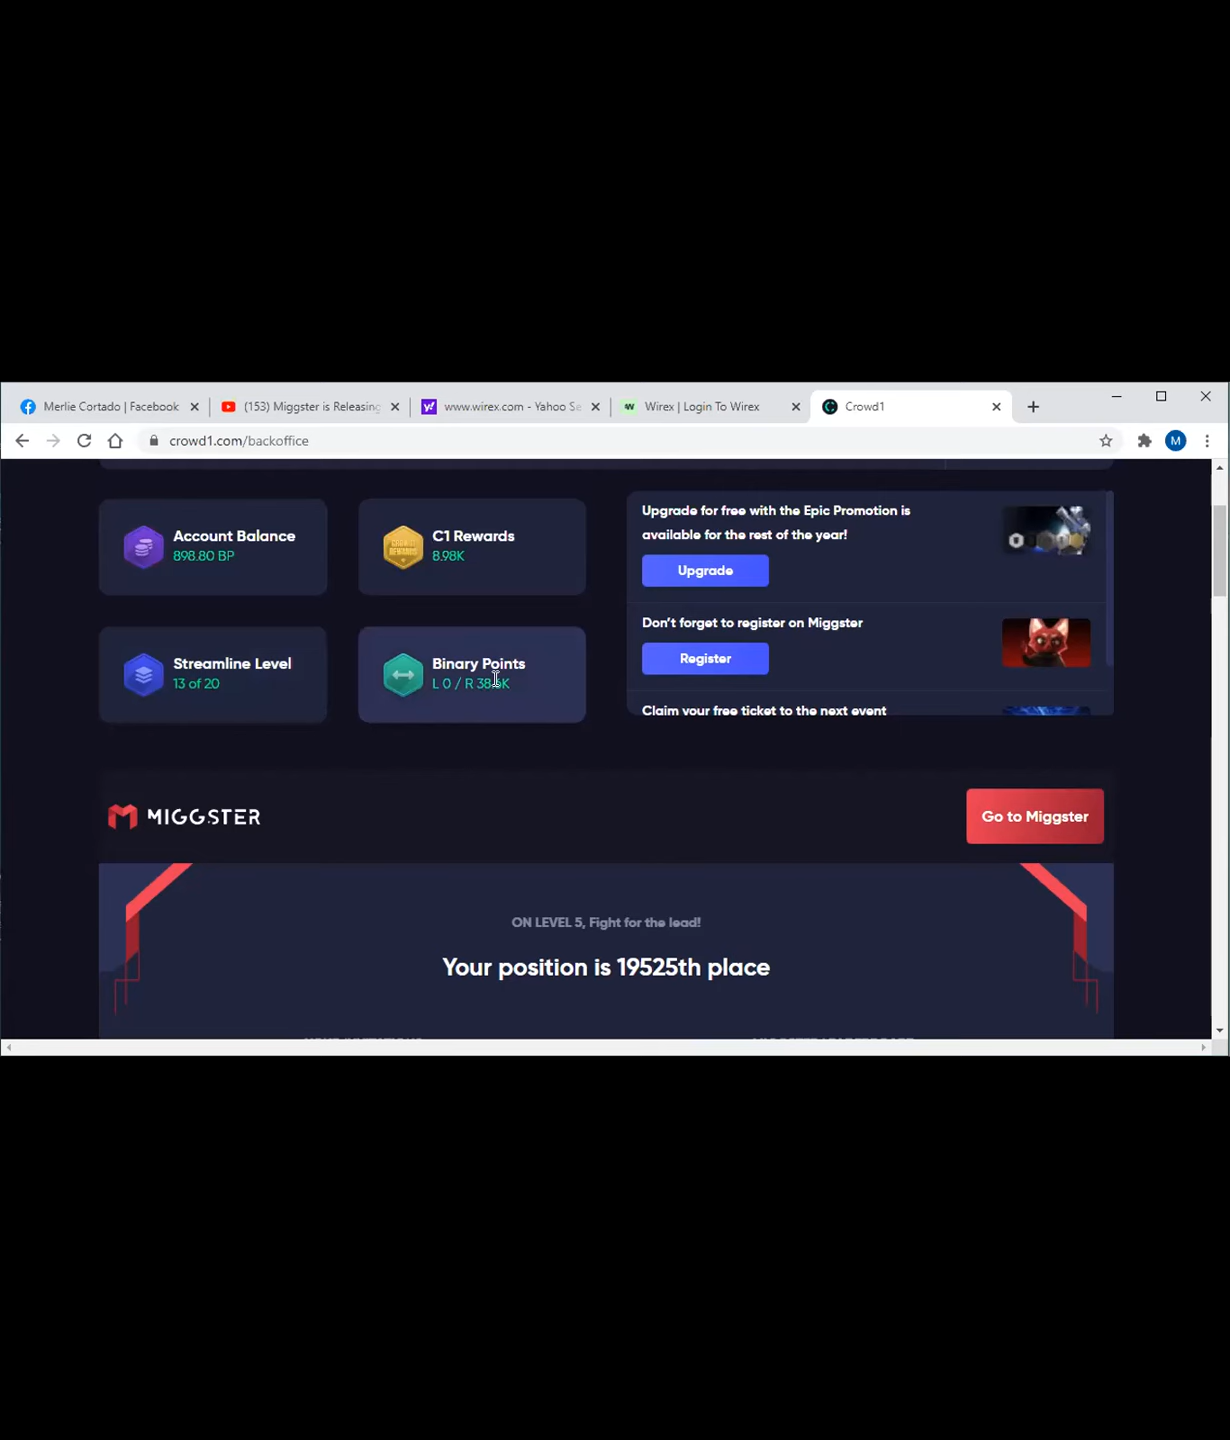 Merlie Cortado | Facebook
(153) Miggster is Releasing
www.wirex.com - Yahoo Se
Wirex | Login To Wirex
Crowd1
crowd1.com/backoffice
M
Account Balance
898.80 BP
C1 Rewards
8.98K
Upgrade for free with the Epic Promotion is
available for the rest of the year!
Upgrade
Don't forget to register on Miggster
Register
Streamline Level
13 of 20
Binary Points
L 0 / R
Claim your free ticket to the next event
MIGGSTER
Go to Miggster
ON LEVEL 5, Fight for the lead!
Your position is 19525th place